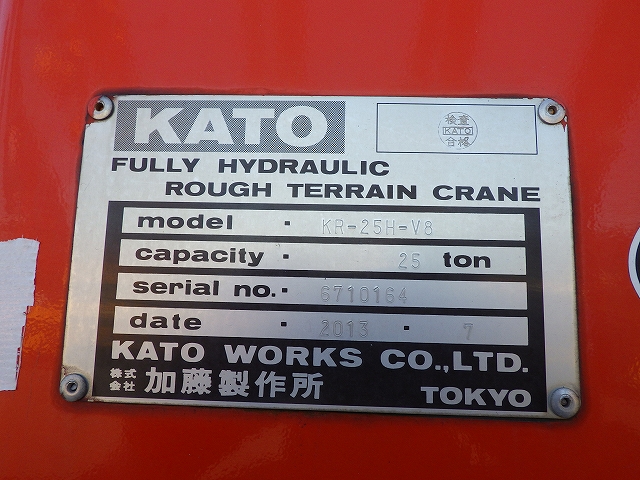 KATO
検査
KATO
合格
FULLY HYDRAULIC
ROUGH TERRAIN CRANE
model · KR-25H-V8
capacity · 25 ton
serial no. · 6710164
date · 2013 · 7
KATO WORKS CO.,LTD.
株式会社 加藤製作所 TOKYO